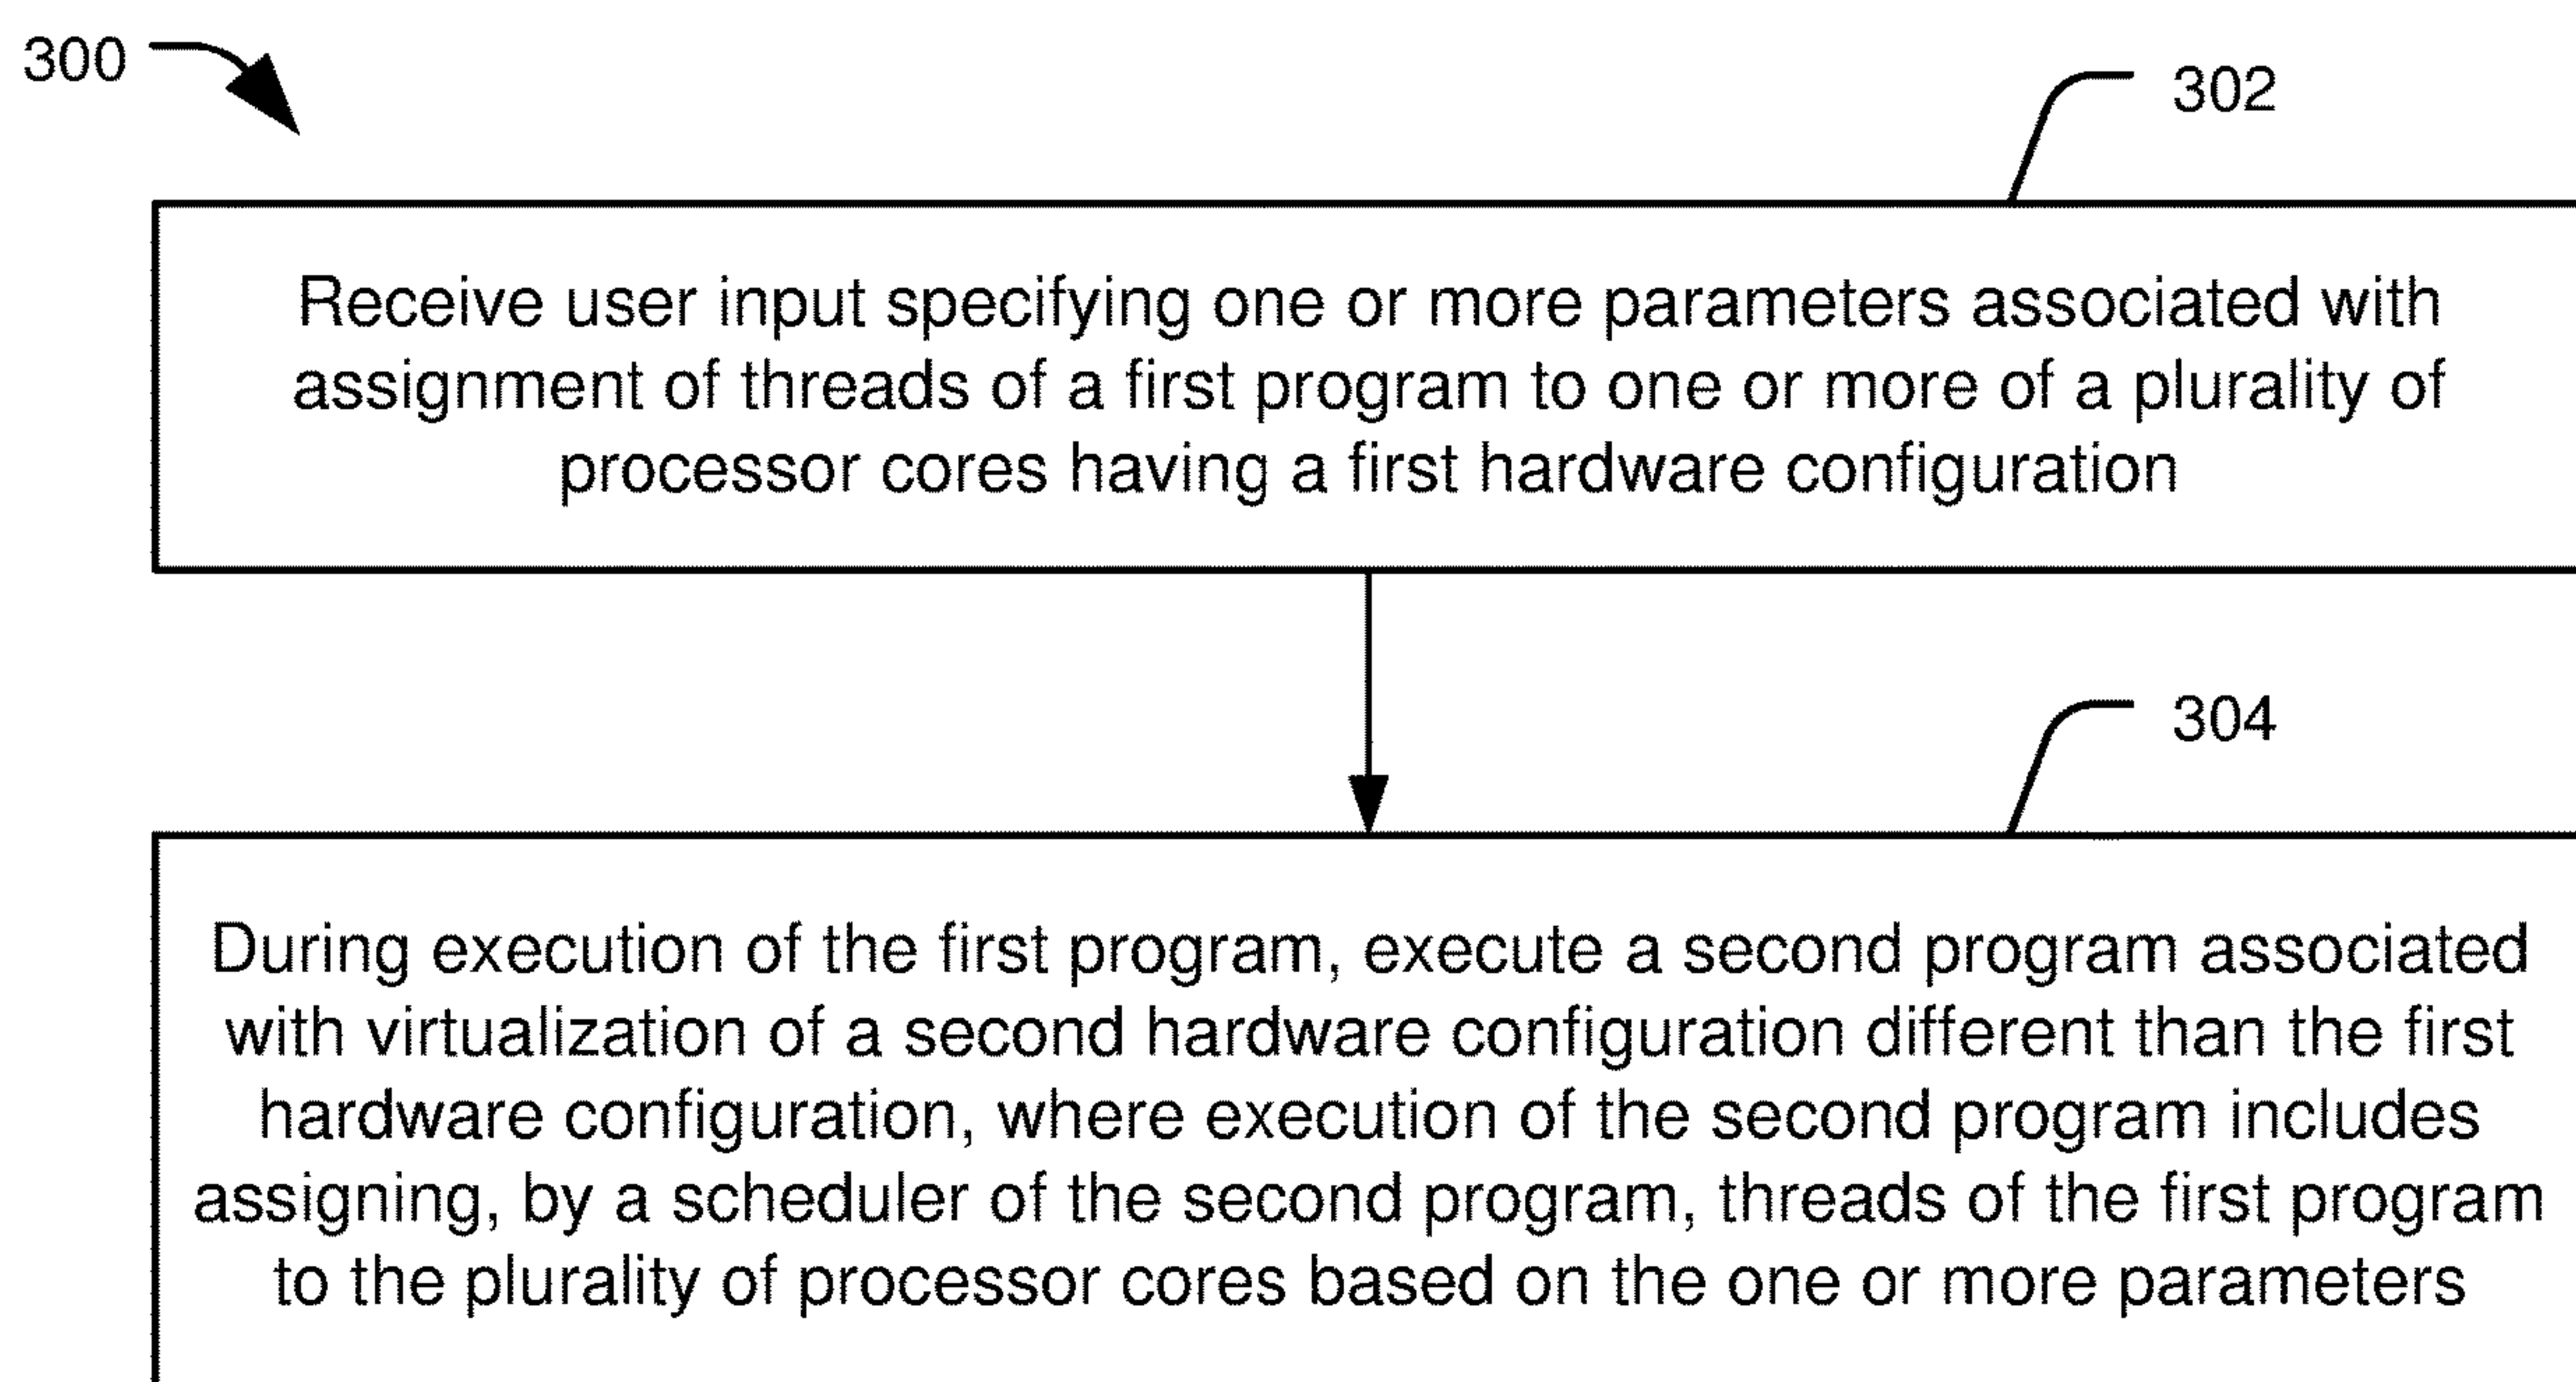 300
302
Receive user input specifying one or more parameters associated with
assignment of threads of a first program to one or more of a plurality of
processor cores having a first hardware configuration
304
During execution of the first program, execute a second program associated
with virtualization of a second hardware configuration different than the first
hardware configuration, where execution of the second program includes
assigning, by a scheduler of the second program, threads of the first program
to the plurality of processor cores based on the one or more parameters